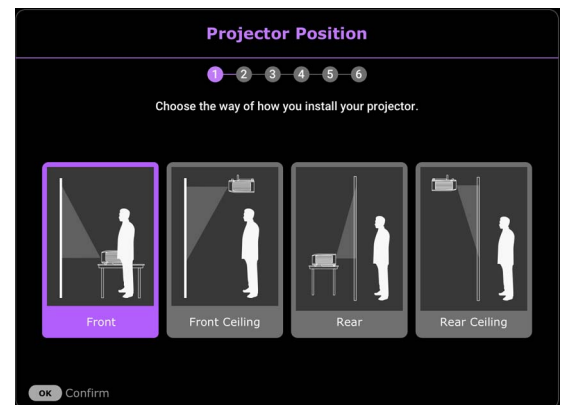 Projector Position
1 2 3 4 5 6
Choose the way of how you install your projector.
Front
Front Ceiling
Rear
Rear Ceiling
OK Confirm